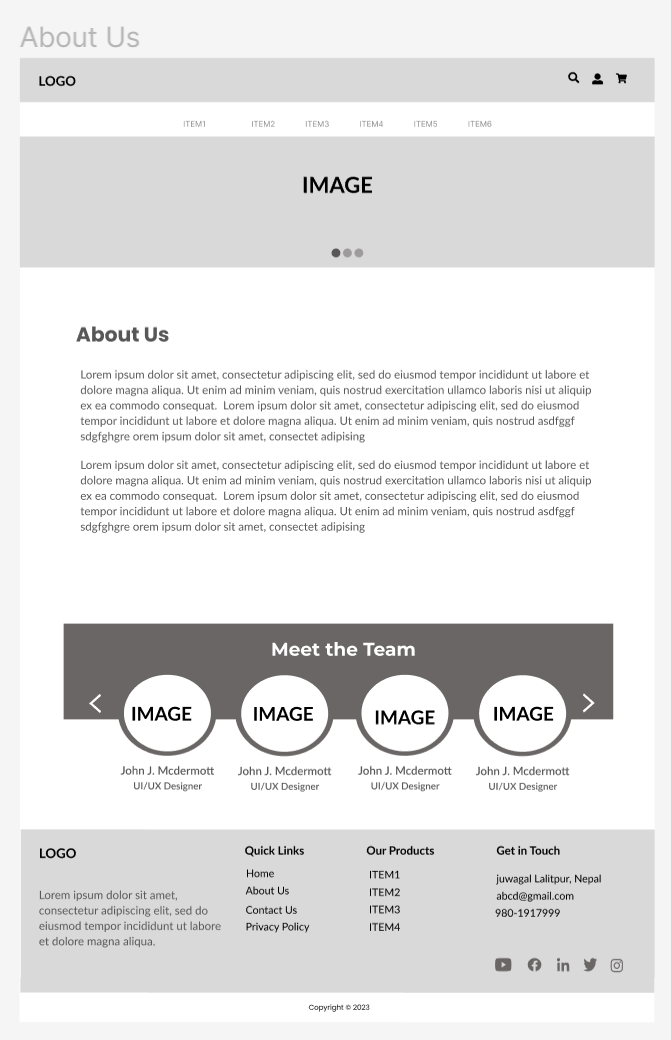 About Us
LOGO
ITEM1 ITEM2 ITEM3 ITEM4 ITEM5 ITEM6
IMAGE
About Us
Lorem ipsum dolor sit amet, consectetur adipiscing elit, sed do eiusmod tempor incididunt ut labore et
dolore magna aliqua. Ut enim ad minim veniam, quis nostrud exercitation ullamco laboris nisi ut aliquip
ex ea commodo consequat.  Lorem ipsum dolor sit amet, consectetur adipiscing elit, sed do eiusmod
tempor incididunt ut labore et dolore magna aliqua. Ut enim ad minim veniam, quis nostrud asdfggf
sdgfghgre orem ipsum dolor sit amet, consectet adipising
Lorem ipsum dolor sit amet, consectetur adipiscing elit, sed do eiusmod tempor incididunt ut labore et
dolore magna aliqua. Ut enim ad minim veniam, quis nostrud exercitation ullamco laboris nisi ut aliquip
ex ea commodo consequat.  Lorem ipsum dolor sit amet, consectetur adipiscing elit, sed do eiusmod
tempor incididunt ut labore et dolore magna aliqua. Ut enim ad minim veniam, quis nostrud asdfggf
sdgfghgre orem ipsum dolor sit amet, consectet adipising
Meet the Team
IMAGE IMAGE IMAGE IMAGE
John J. Mcdermott John J. Mcdermott John J. Mcdermott John J. Mcdermott
UI/UX Designer UI/UX Designer UI/UX Designer UI/UX Designer
LOGO
Lorem ipsum dolor sit amet,
consectetur adipiscing elit, sed do
eiusmod tempor incididunt ut labore
et dolore magna aliqua.
Quick Links
Home
About Us
Contact Us
Privacy Policy
Our Products
ITEM1
ITEM2
ITEM3
ITEM4
Get in Touch
juwagal Lalitpur, Nepal
abcd@gmail.com
980-1917999
Copyright © 2023